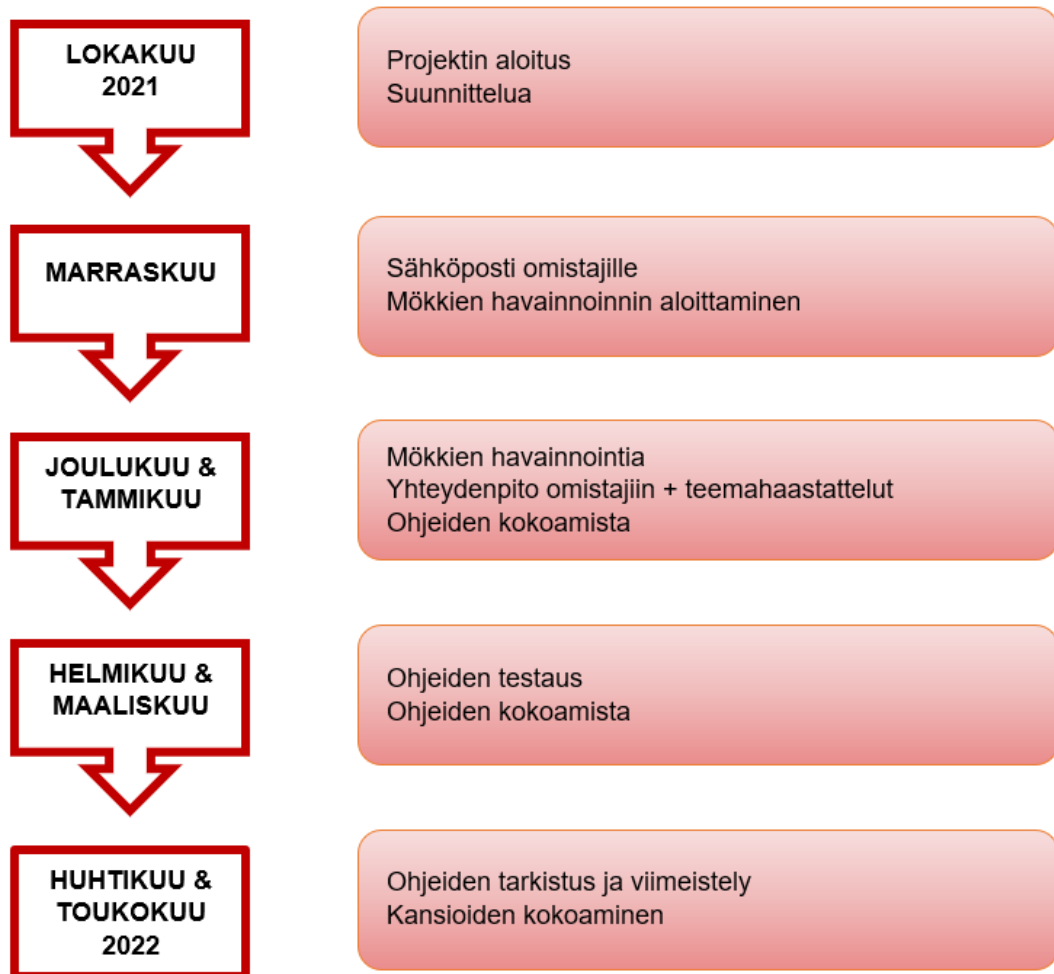 LOKAKUU
2021
Projektin aloitus
Suunnittelua
MARRASKUU
Sähköposti omistajille
Mökkien havainnoinnin aloittaminen
JOULUKUU &
TAMMIKUU
Mökkien havainnointia
Yhteydenpito omistajiin + teemahaastattelut
Ohjeiden kokoamista
HELMIKUU &
MAALISKUU
Ohjeiden testaus
Ohjeiden kokoamista
HUHTIKUU &
TOUKOKUU
2022
Ohjeiden tarkistus ja viimeistely
Kansioiden kokoaminen